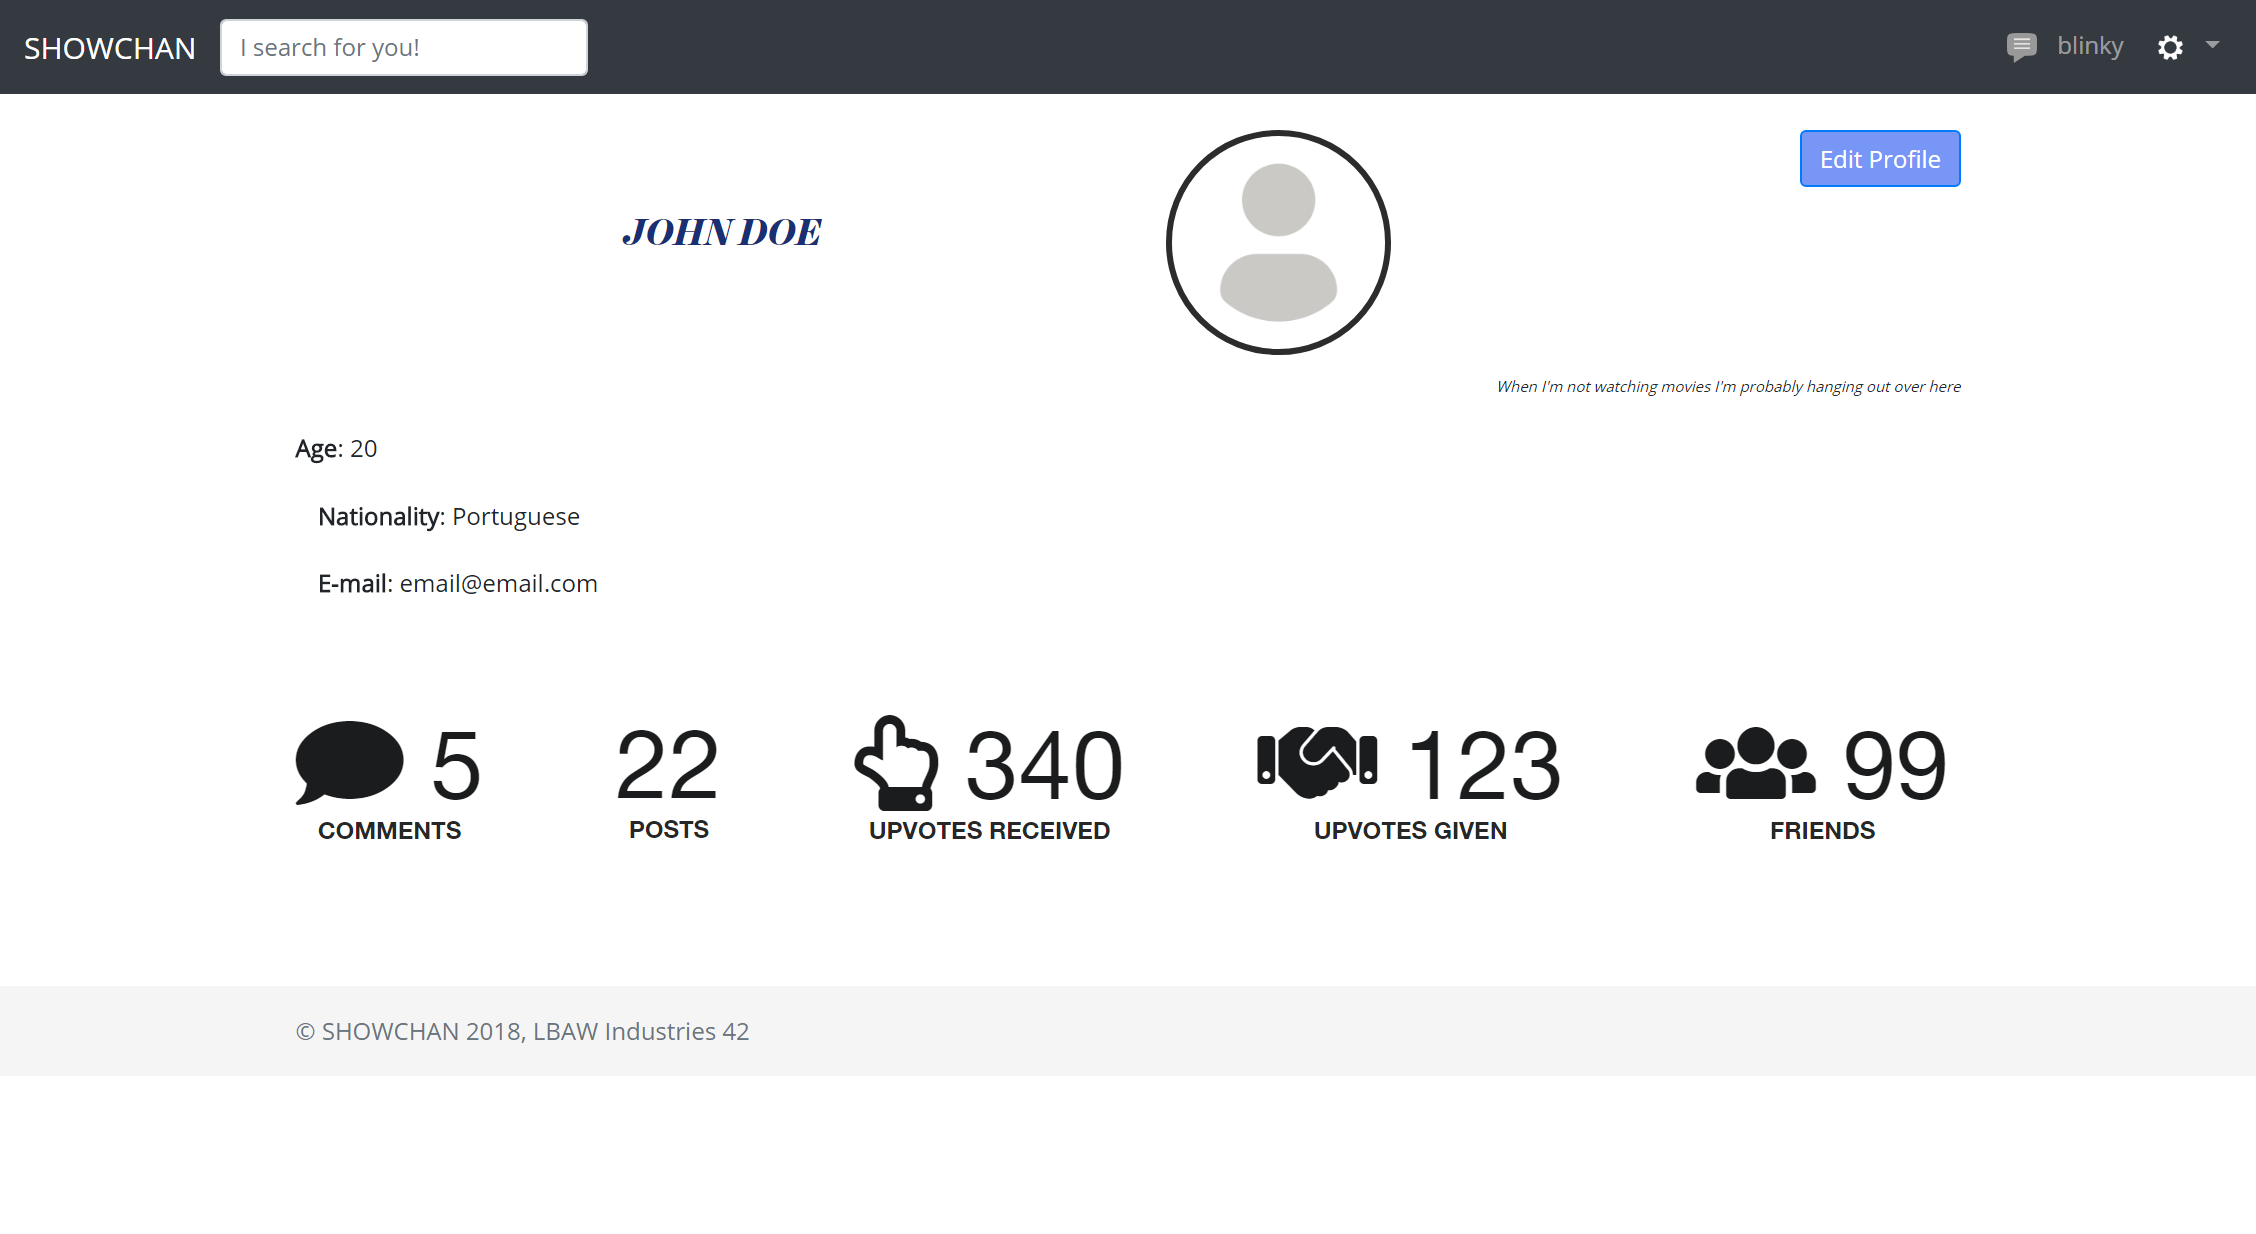 SHOWCHAN
I search for you!
blinky
Edit Profile
JOHN DOE
When I'm not watching movies I'm probably hanging out over here
Age: 20
Nationality: Portuguese
E-mail: email@email.com
5
COMMENTS
22
POSTS
340
UPVOTES RECEIVED
123
UPVOTES GIVEN
99
FRIENDS
© SHOWCHAN 2018, LBAW Industries 42